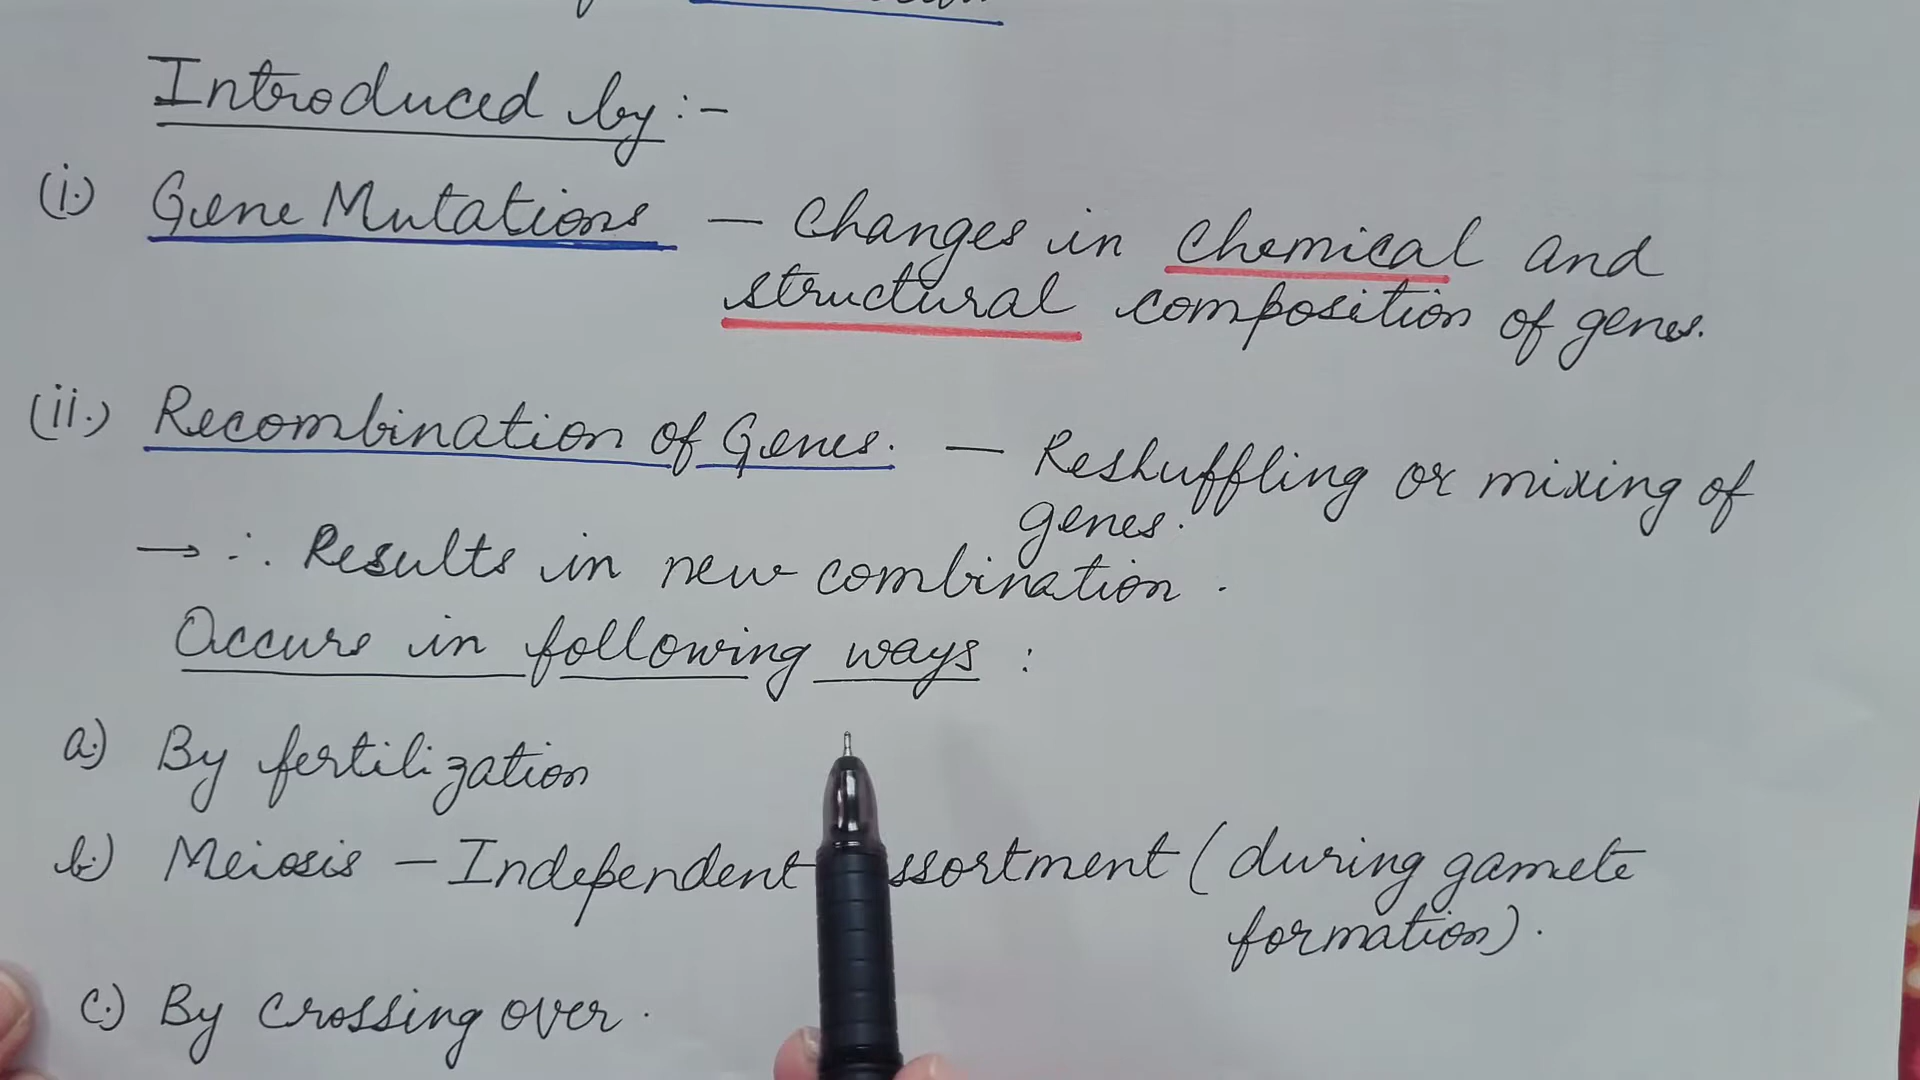 Introduced by:-
(i.) Gene Mutations — Changes in chemical and
structural composition of genes.
(ii.) Recombination of Genes. — Reshuffling or mixing of
genes.
→ ∴ Results in new combination.
Occurs in following ways :
a.) By fertilization
b.) Meiosis — Independent ssortment (during gamete
formation).
c.) By crossing over.